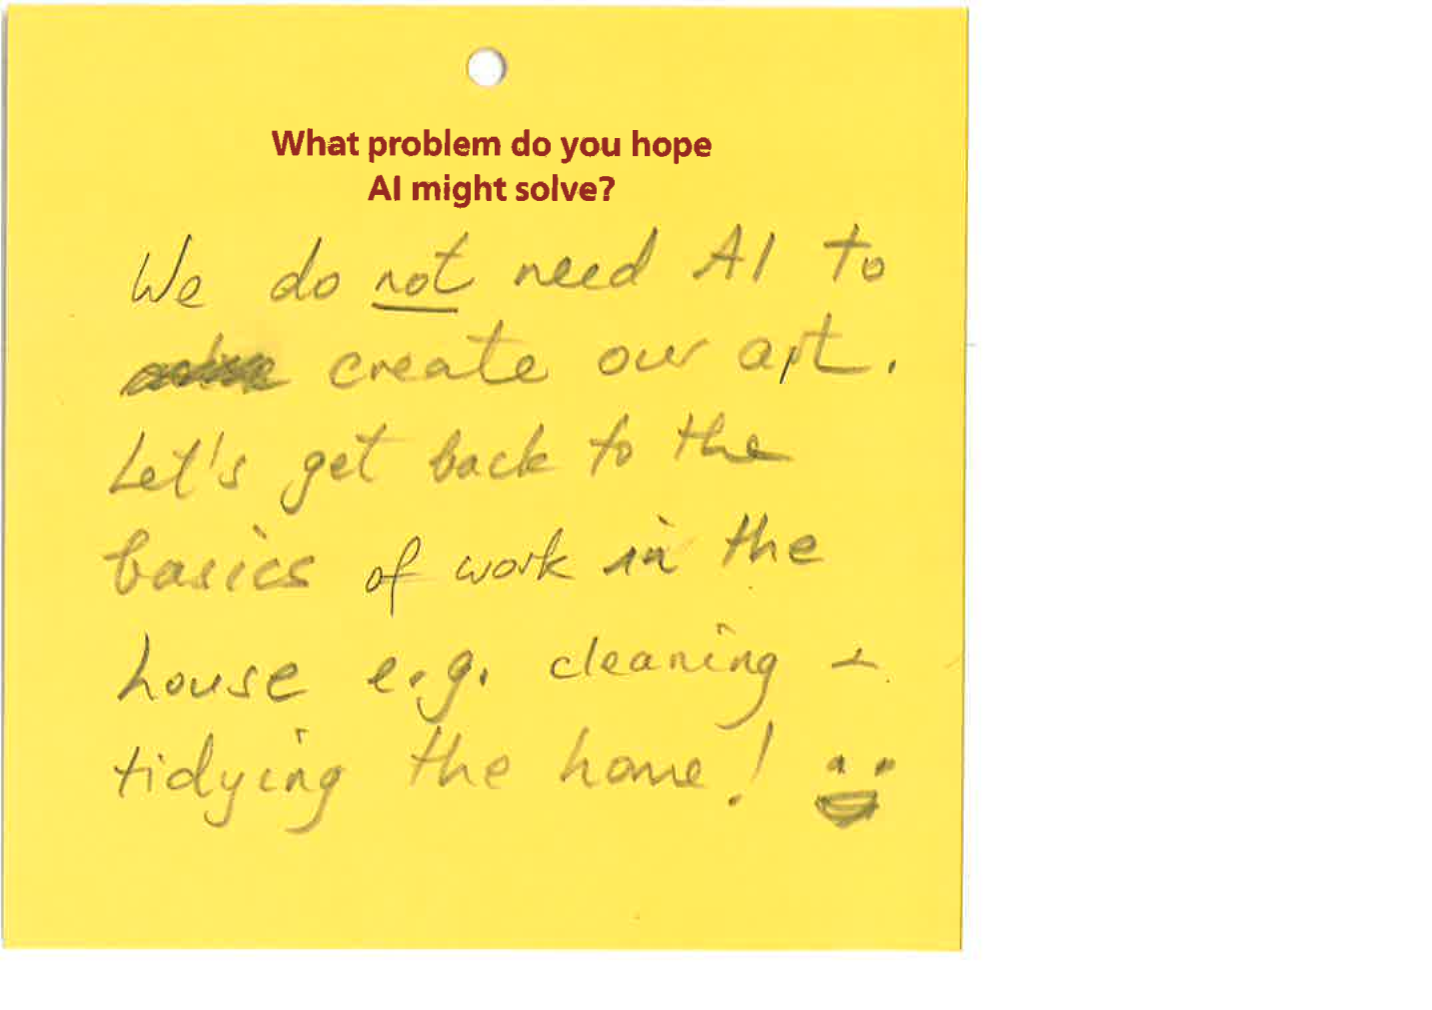 What problem do you hope
AI might solve?
We do not need AI to
create our art.
Let's get back to the
basics of work in the
house e.g. cleaning +
tidying the home!